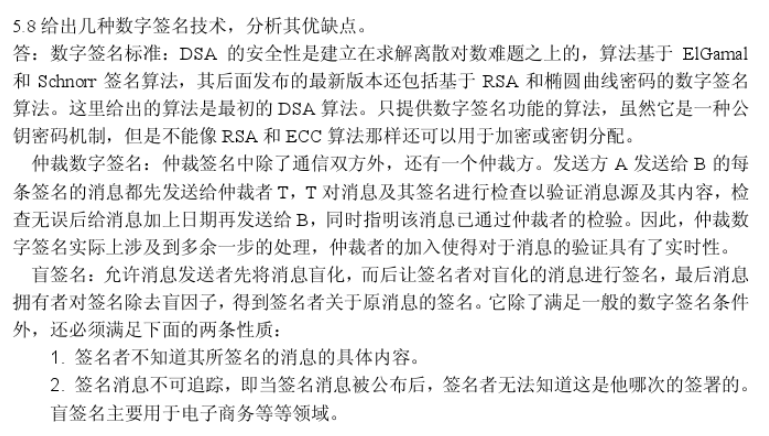 5.8 给出几种数字签名技术，分析其优缺点。
答：数字签名标准：DSA 的安全性是建立在求解离散对数难题之上的，算法基于 ElGamal
和 Schnorr 签名算法，其后面发布的最新版本还包括基于 RSA 和椭圆曲线密码的数字签名
算法。这里给出的算法是最初的 DSA 算法。只提供数字签名功能的算法，虽然它是一种公
钥密码机制，但是不能像 RSA 和 ECC 算法那样还可以用于加密或密钥分配。
仲裁数字签名：仲裁签名中除了通信双方外，还有一个仲裁方。发送方 A 发送给 B 的每
条签名的消息都先发送给仲裁者 T，T 对消息及其签名进行检查以验证消息源及其内容，检
查无误后给消息加上日期再发送给 B，同时指明该消息已通过仲裁者的检验。因此，仲裁数
字签名实际上涉及到多余一步的处理，仲裁者的加入使得对于消息的验证具有了实时性。
盲签名：允许消息发送者先将消息盲化，而后让签名者对盲化的消息进行签名，最后消息
拥有者对签名除去盲因子，得到签名者关于原消息的签名。它除了满足一般的数字签名条件
外，还必须满足下面的两条性质：
1. 签名者不知道其所签名的消息的具体内容。
2. 签名消息不可追踪，即当签名消息被公布后，签名者无法知道这是他哪次的签署的。
盲签名主要用于电子商务等等领域。